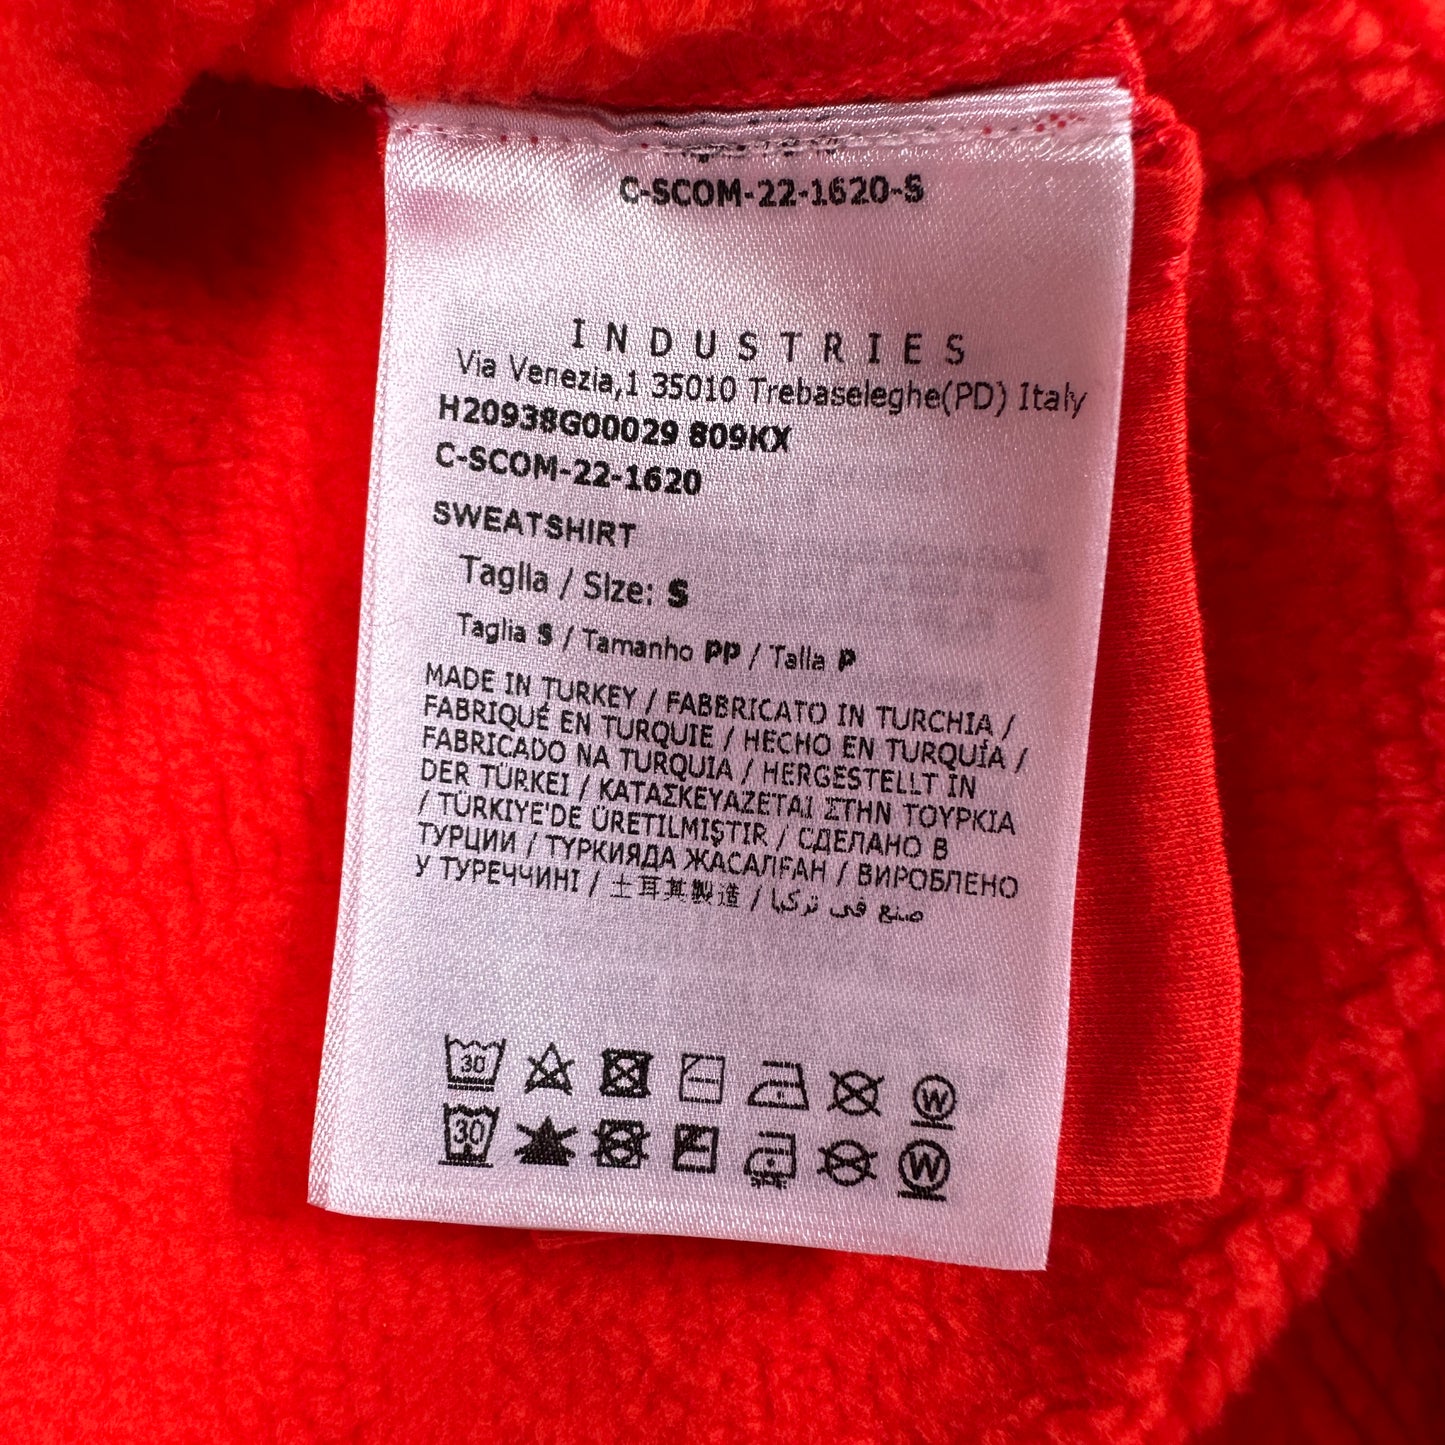 C-SCOM-22-1620-S
INDUSTRIES
Via Venezia,1 35010 Trebaseleghe(PD) Italy
H20938G00029 809KX
C-SCOM-22-1620
SWEATSHIRT
Taglia / Size: S
Taglia S / Tamanho PP / Talla P
MADE IN TURKEY / FABBRICATO IN TURCHIA /
FABRIQUÉ EN TURQUIE / HECHO EN TURQUÍA /
FABRICADO NA TURQUIA / HERGESTELLT IN
DER TÜRKEI / ΚΑΤΑΣΚΕΥΑΖΕΤΑΙ ΣΤΗΝ ΤΟΥΡΚΙΑ
/ TÜRKIYE'DE ÜRETILMIŞTIR / СДЕЛАНО В
ТУРЦИИ / ТҮРКИЯДА ЖАСАЛҒАН / ВИРОБЛЕНО
У ТУРЕЧЧИНІ / 土耳其製造 / صنع في تركيا
30 W
30 W